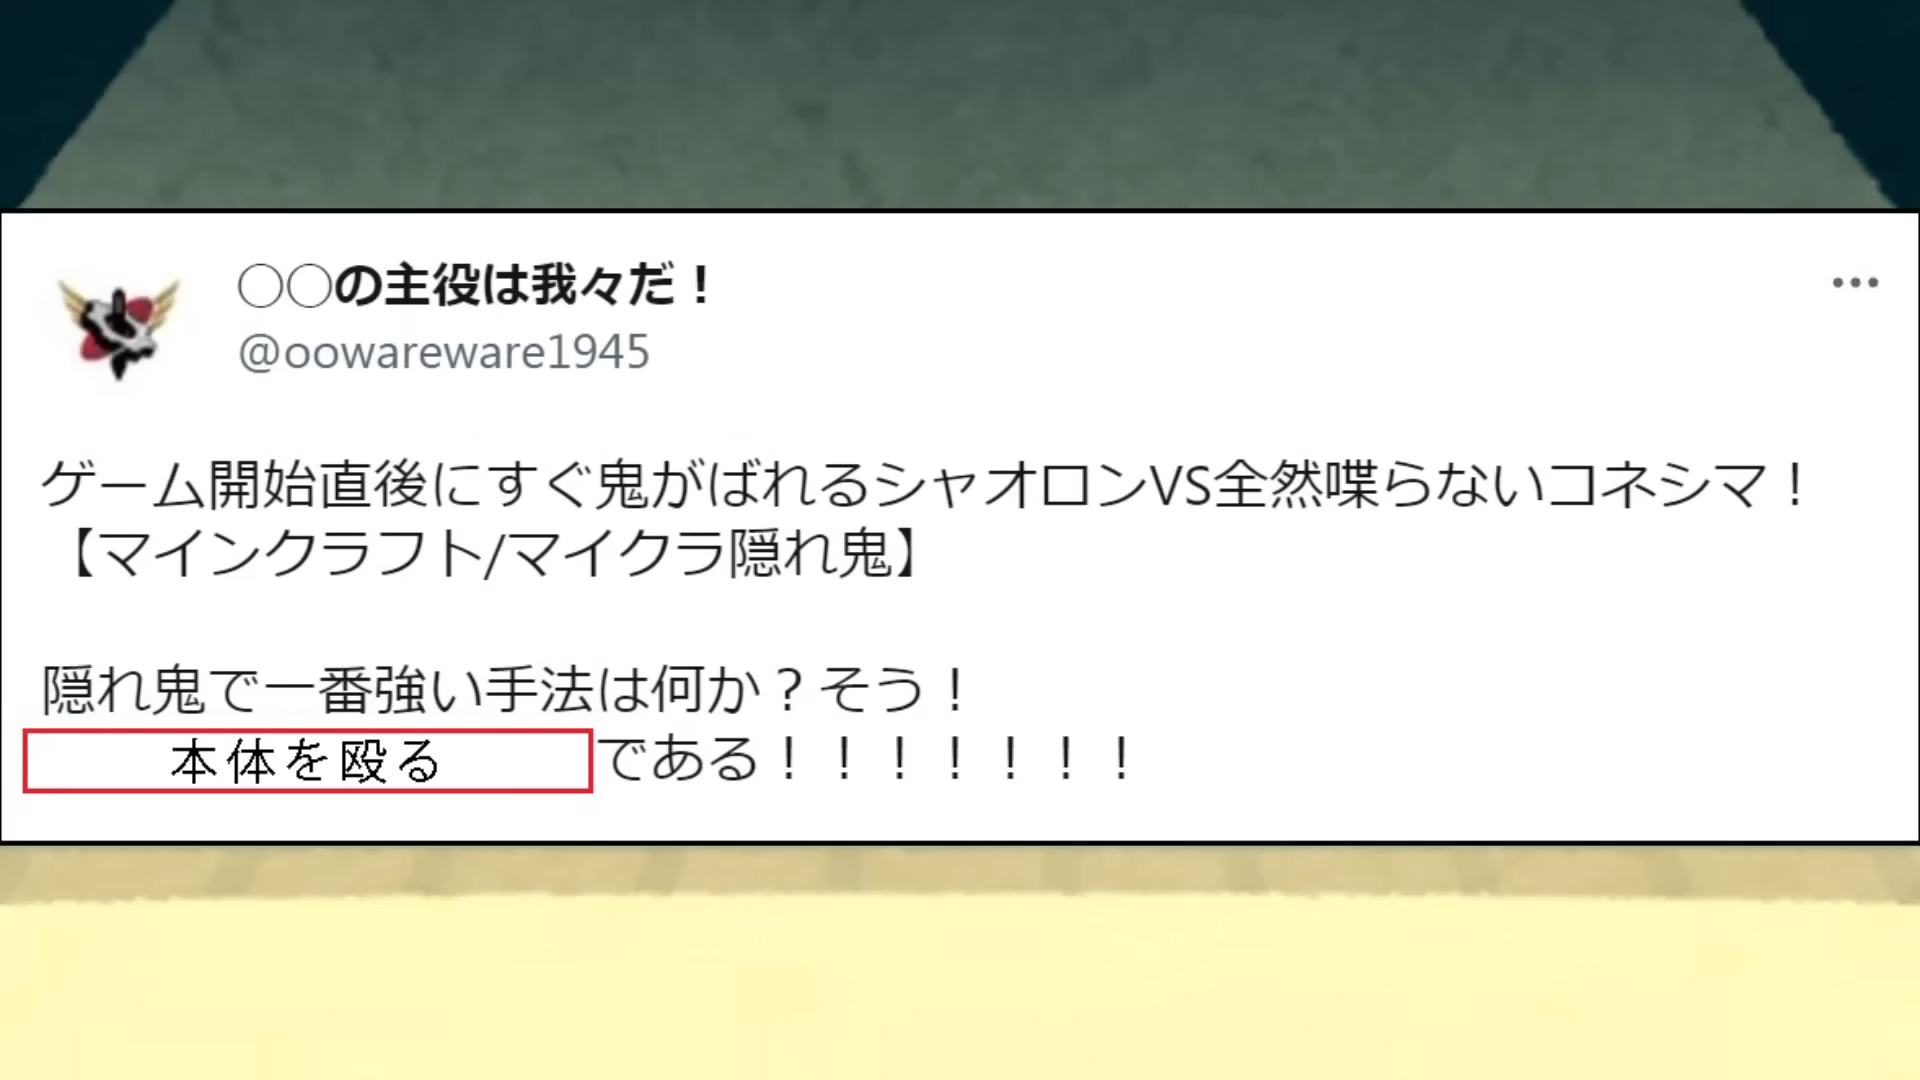 ○○の主役は我々だ！
@oowareware1945
ゲーム開始直後にすぐ鬼がばれるシャオロンVS全然喋らないコネシマ！
【マインクラフト/マイクラ隠れ鬼】
隠れ鬼で一番強い手法は何か？そう！
本体を殴るである！！！！！！！